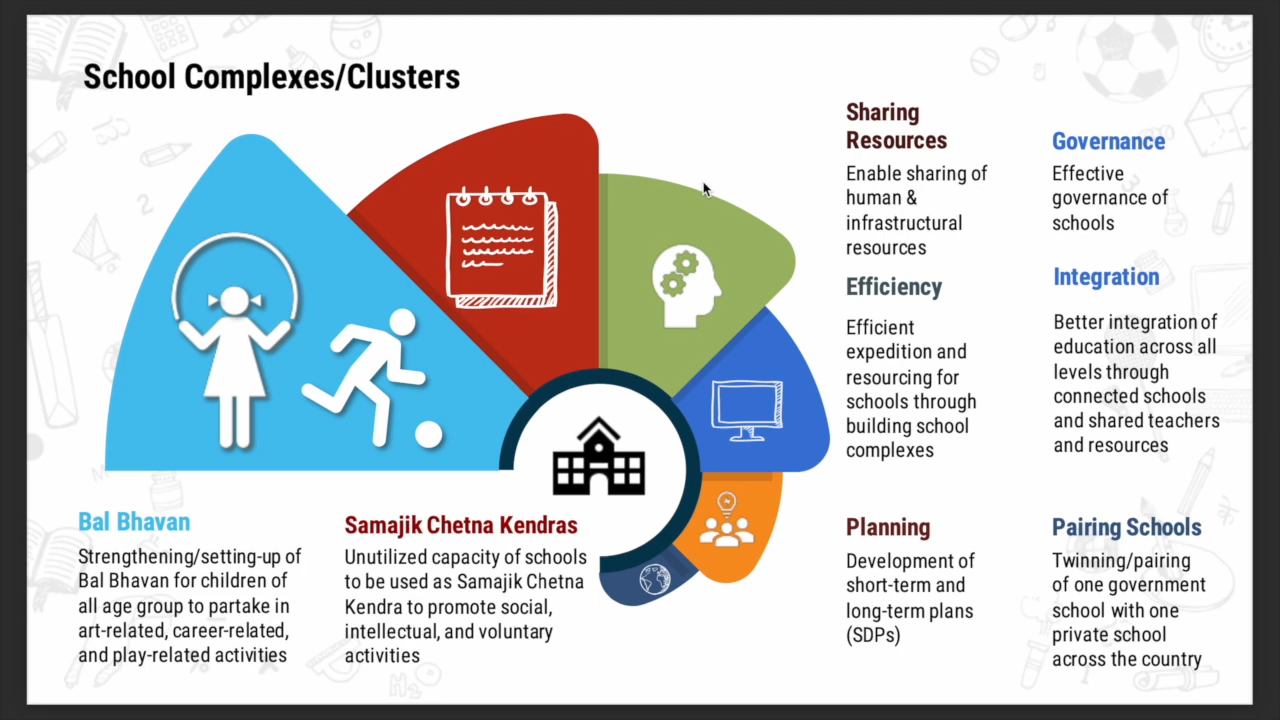 School Complexes/Clusters
Sharing
Resources
Enable sharing of
human &
infrastructural
resources
Governance
Effective
governance of
schools
Efficiency
Efficient
expedition and
resourcing for
schools through
building school
complexes
Integration
Better integration of
education across all
levels through
connected schools
and shared teachers
and resources
Bal Bhavan
Strengthening/setting-up of
Bal Bhavan for children of
all age group to partake in
art-related, career-related,
and play-related activities
Samajik Chetna Kendras
Unutilized capacity of schools
to be used as Samajik Chetna
Kendra to promote social,
intellectual, and voluntary
activities
Planning
Development of
short-term and
long-term plans
(SDPs)
Pairing Schools
Twinning/pairing
of one government
school with one
private school
across the country
2
3
H₂O